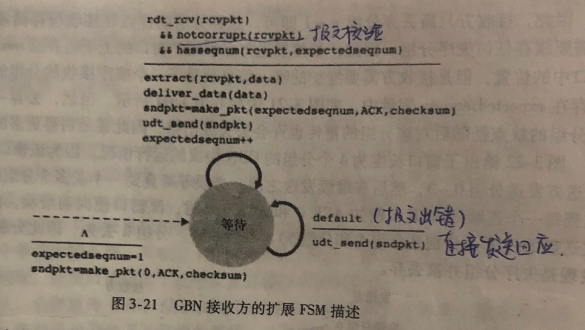 rdt_rcv(rcvpkt)
&& notcorrupt(rcvpkt) 报文校验
&& hasseqnum(rcvpkt,expectedseqnum)
extract(rcvpkt,data)
deliver_data(data)
sndpkt=make_pkt(expectedseqnum,ACK,checksum)
udt_send(sndpkt)
expectedseqnum++
等待
default (报文出错)
udt_send(sndpkt) 直接发送回应.
Λ
expectedseqnum=1
sndpkt=make_pkt(0,ACK,checksum)
图 3-21 GBN 接收方的扩展 FSM 描述